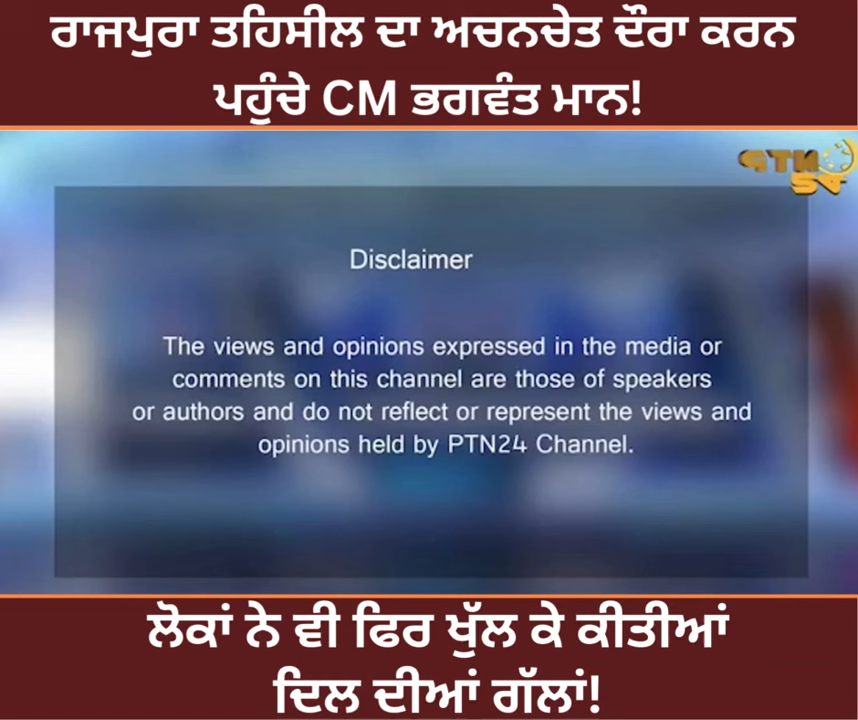 ਰਾਜਪੁਰਾ ਤਹਿਸੀਲ ਦਾ ਅਚਨਚੇਤ ਦੌਰਾ ਕਰਨ
ਪਹੁੰਚੇ CM ਭਗਵੰਤ ਮਾਨ!
Disclaimer
The views and opinions expressed in the media or
comments on this channel are those of speakers
or authors and do not reflect or represent the views and
opinions held by PTN24 Channel.
ਲੋਕਾਂ ਨੇ ਵੀ ਫਿਰ ਖੁੱਲ ਕੇ ਕੀਤੀਆਂ
ਦਿਲ ਦੀਆਂ ਗੱਲਾਂ!